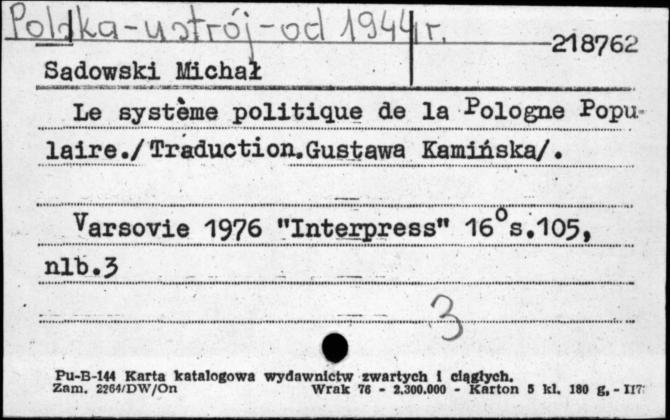 Polska-ustrój-od 1944r.
218762
Sadowski Michał
Le système politique de la Pologne Popu-
laire./Traduction.Gustawa Kamińska/.
Varsovie 1976 "Interpress" 16°s.105,
nlb.3
3
Pu-B-144 Karta katalogowa wydawnictw zwartych i ciągłych.
Zam. 2264/DW/On Wrak 76 - 2.300.000 - Karton 5 kl. 180 g, - II7